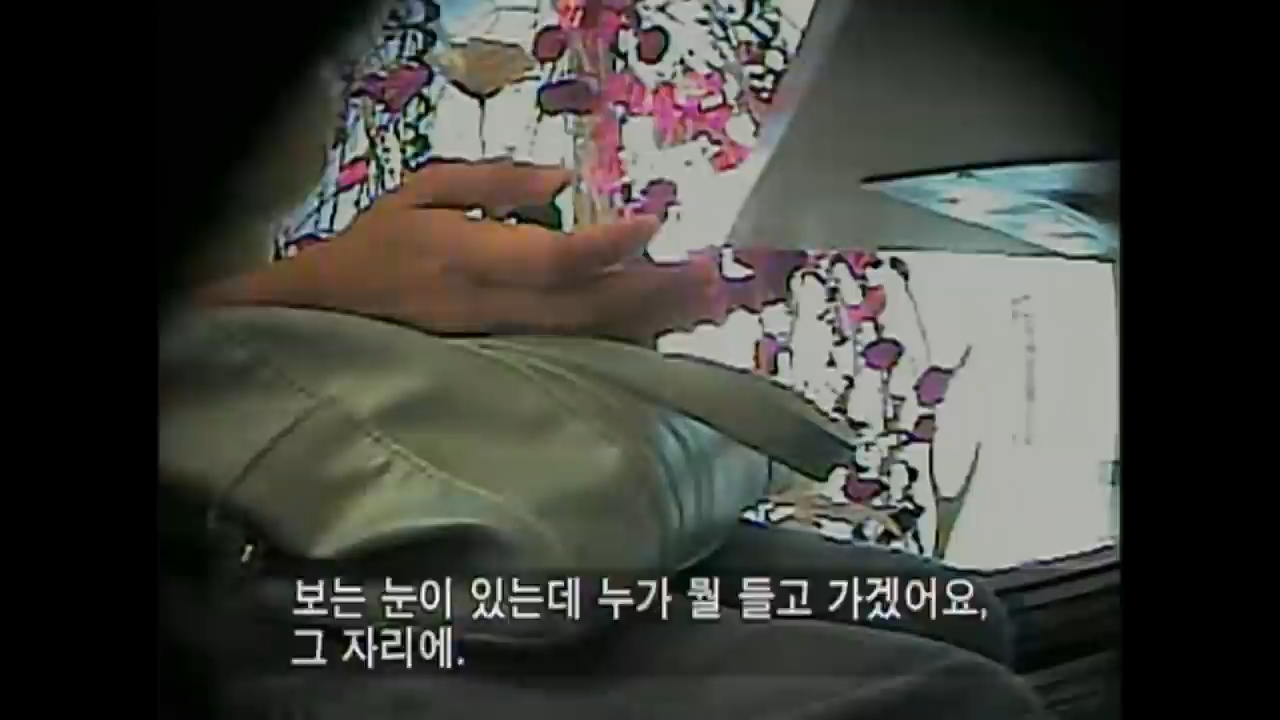 보는 눈이 있는데 누가 뭘 들고 가겠어요,
그 자리에.